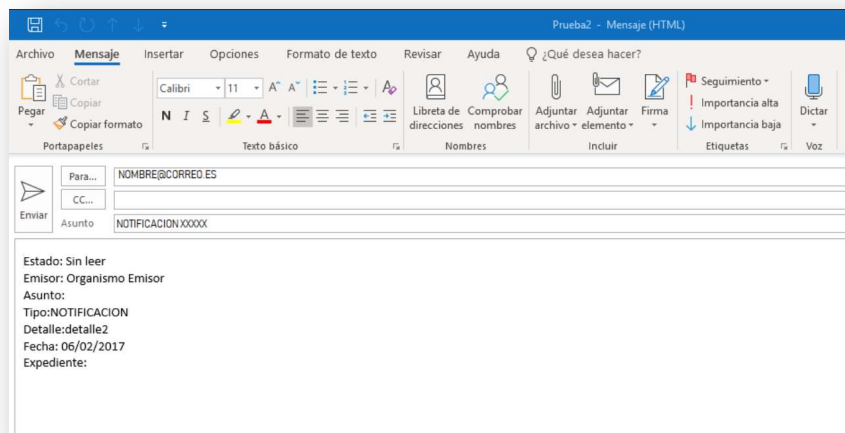 Prueba2 - Mensaje (HTML)
Archivo Mensaje Insertar Opciones Formato de texto Revisar Ayuda ¿Qué desea hacer?
Pegar
Cortar
Copiar
Copiar formato
Portapapeles
Calibri 11
N I S
Texto básico
Libreta de direcciones
Comprobar nombres
Nombres
Adjuntar archivo
Adjuntar elemento
Firma
Incluir
Seguimiento
Importancia alta
Importancia baja
Etiquetas
Dictar
Voz
Enviar
Para... NOMBRE@CORREO.ES
CC...
Asunto NOTIFICACION XXXXX
Estado: Sin leer
Emisor: Organismo Emisor
Asunto:
Tipo:NOTIFICACION
Detalle:detalle2
Fecha: 06/02/2017
Expediente: